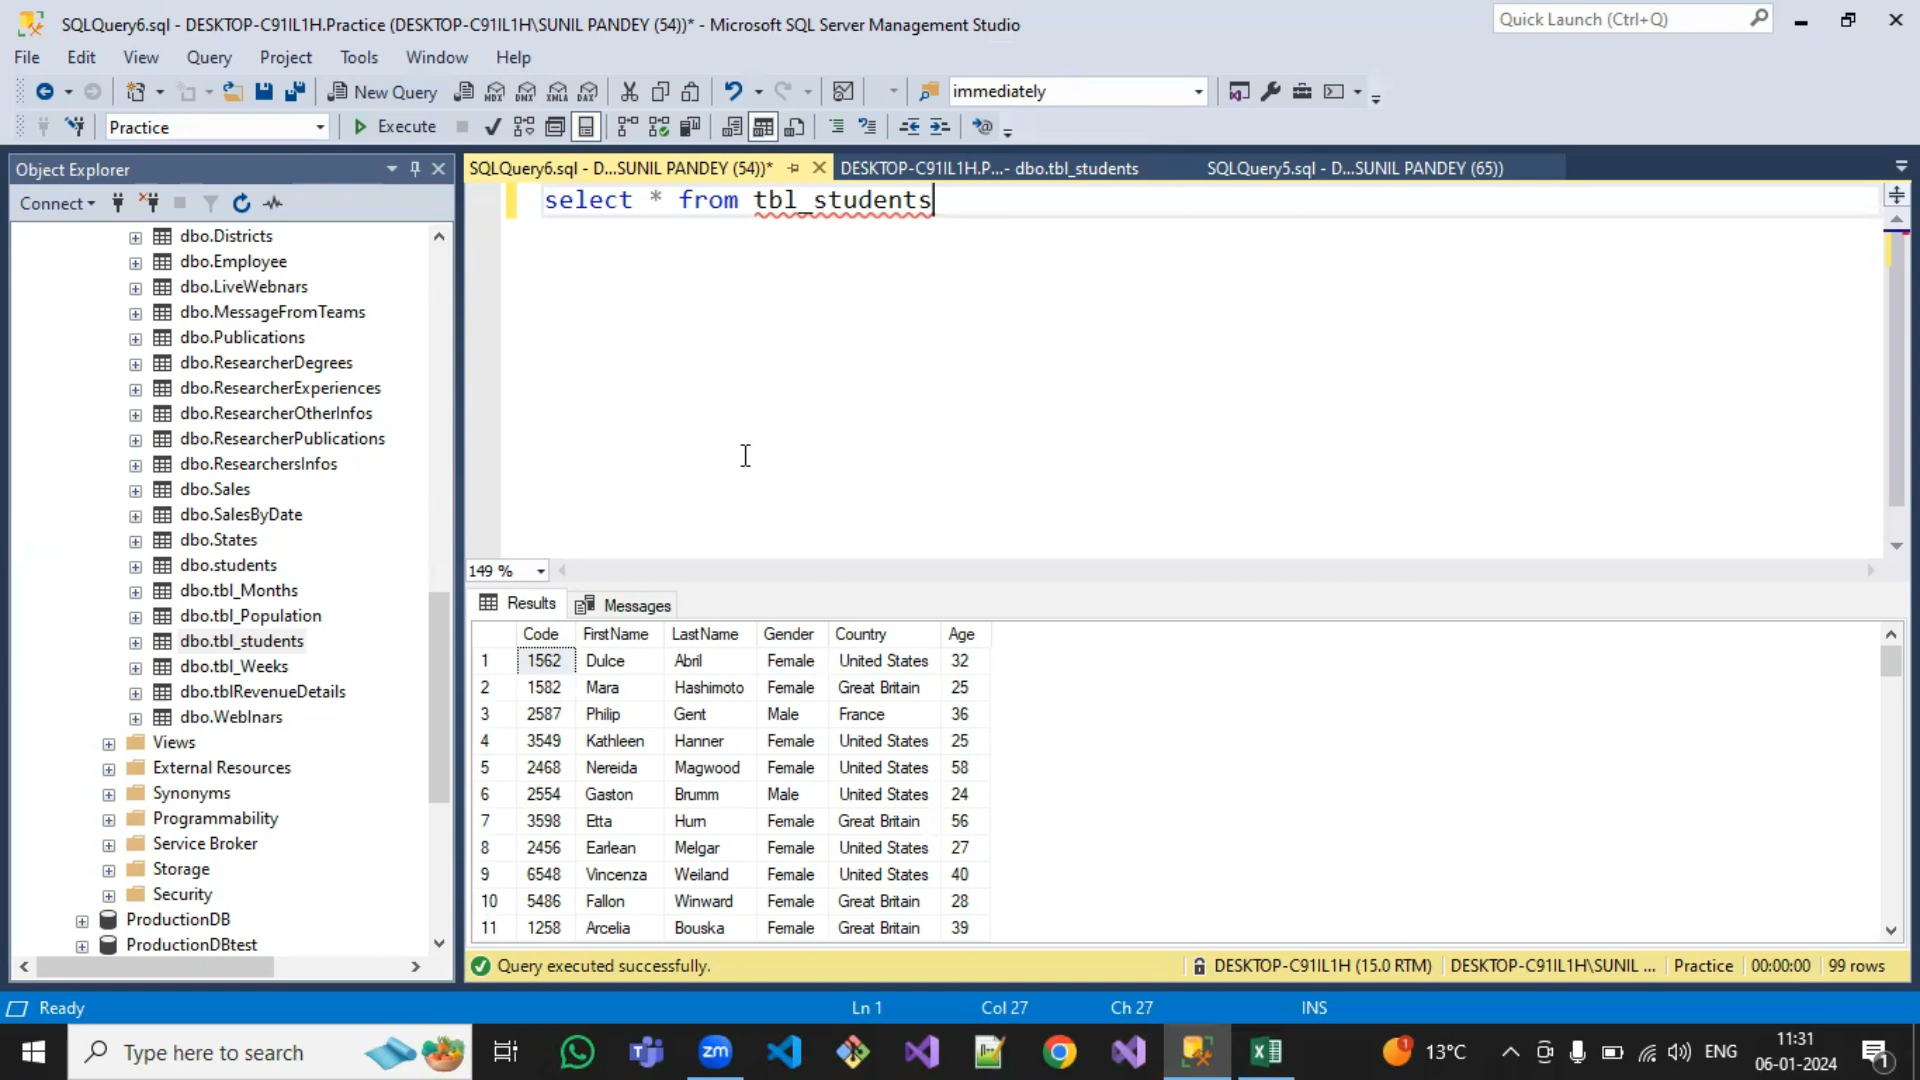 SQLQuery6.sql - DESKTOP-C91IL1H.Practice (DESKTOP-C91IL1H\SUNIL PANDEY (54))* - Microsoft SQL Server Management Studio
Quick Launch (Ctrl+Q)
File Edit View Query Project Tools Window Help
New Query MDX DMX XMLA DAX immediately
Practice Execute
Object Explorer
SQLQuery6.sql - D...SUNIL PANDEY (54))* DESKTOP-C91IL1H.P...- dbo.tbl_students SQLQuery5.sql - D...SUNIL PANDEY (65))
Connect
select * from tbl_students
dbo.Districts
dbo.Employee
dbo.LiveWebnars
dbo.MessageFromTeams
dbo.Publications
dbo.ResearcherDegrees
dbo.ResearcherExperiences
dbo.ResearcherOtherInfos
dbo.ResearcherPublications
dbo.ResearchersInfos
dbo.Sales
dbo.SalesByDate
dbo.States
dbo.students
dbo.tbl_Months
dbo.tbl_Population
dbo.tbl_students
dbo.tbl_Weeks
dbo.tblRevenueDetails
dbo.WebInars
Views
External Resources
Synonyms
Programmability
Service Broker
Storage
Security
ProductionDB
ProductionDBtest
149 %
Results Messages
Code FirstName LastName Gender Country Age
1 1562 Dulce Abril Female United States 32
2 1582 Mara Hashimoto Female Great Britain 25
3 2587 Philip Gent Male France 36
4 3549 Kathleen Hanner Female United States 25
5 2468 Nereida Magwood Female United States 58
6 2554 Gaston Brumm Male United States 24
7 3598 Etta Hurn Female Great Britain 56
8 2456 Earlean Melgar Female United States 27
9 6548 Vincenza Weiland Female United States 40
10 5486 Fallon Winward Female Great Britain 28
11 1258 Arcelia Bouska Female Great Britain 39
Query executed successfully. DESKTOP-C91IL1H (15.0 RTM) DESKTOP-C91IL1H\SUNIL ... Practice 00:00:00 99 rows
Ready Ln 1 Col 27 Ch 27 INS
Type here to search zm 1 13°C ENG 11:31
06-01-2024 1